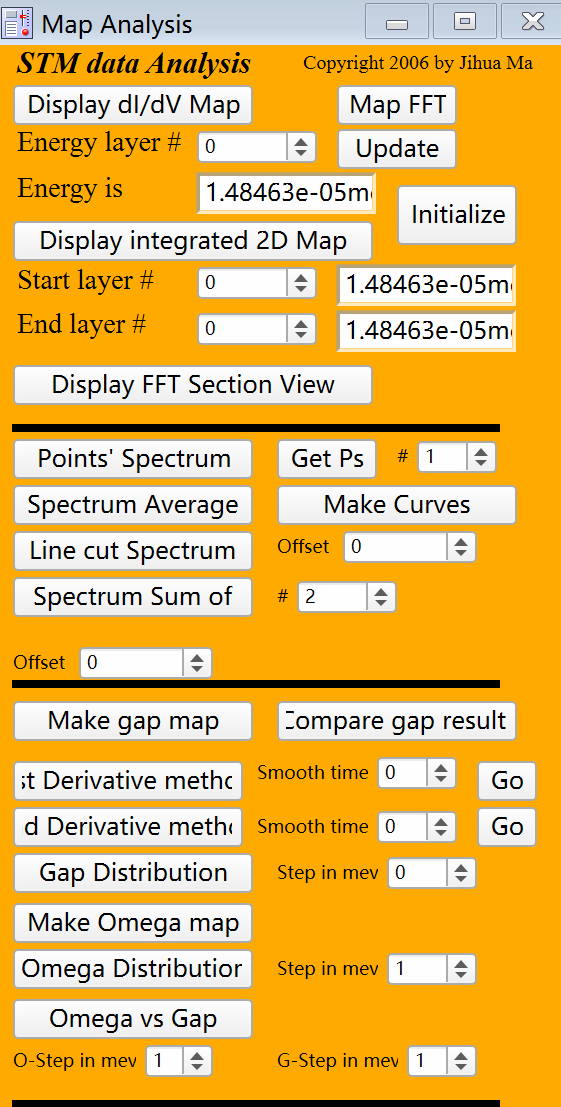 Map Analysis
STM data Analysis Copyright 2006 by Jihua Ma
Display dI/dV Map Map FFT
Energy layer # 0 Update
Energy is 1.48463e-05m
Initialize
Display integrated 2D Map
Start layer # 0 1.48463e-05m
End layer # 0 1.48463e-05m
Display FFT Section View
Points' Spectrum Get Ps # 1
Spectrum Average Make Curves
Line cut Spectrum Offset 0
Spectrum Sum of # 2
Offset 0
Make gap map Compare gap result
st Derivative metho Smooth time 0 Go
d Derivative metho Smooth time 0 Go
Gap Distribution Step in mev 0
Make Omega map
Omega Distribution Step in mev 1
Omega vs Gap
O-Step in mev 1 G-Step in mev 1